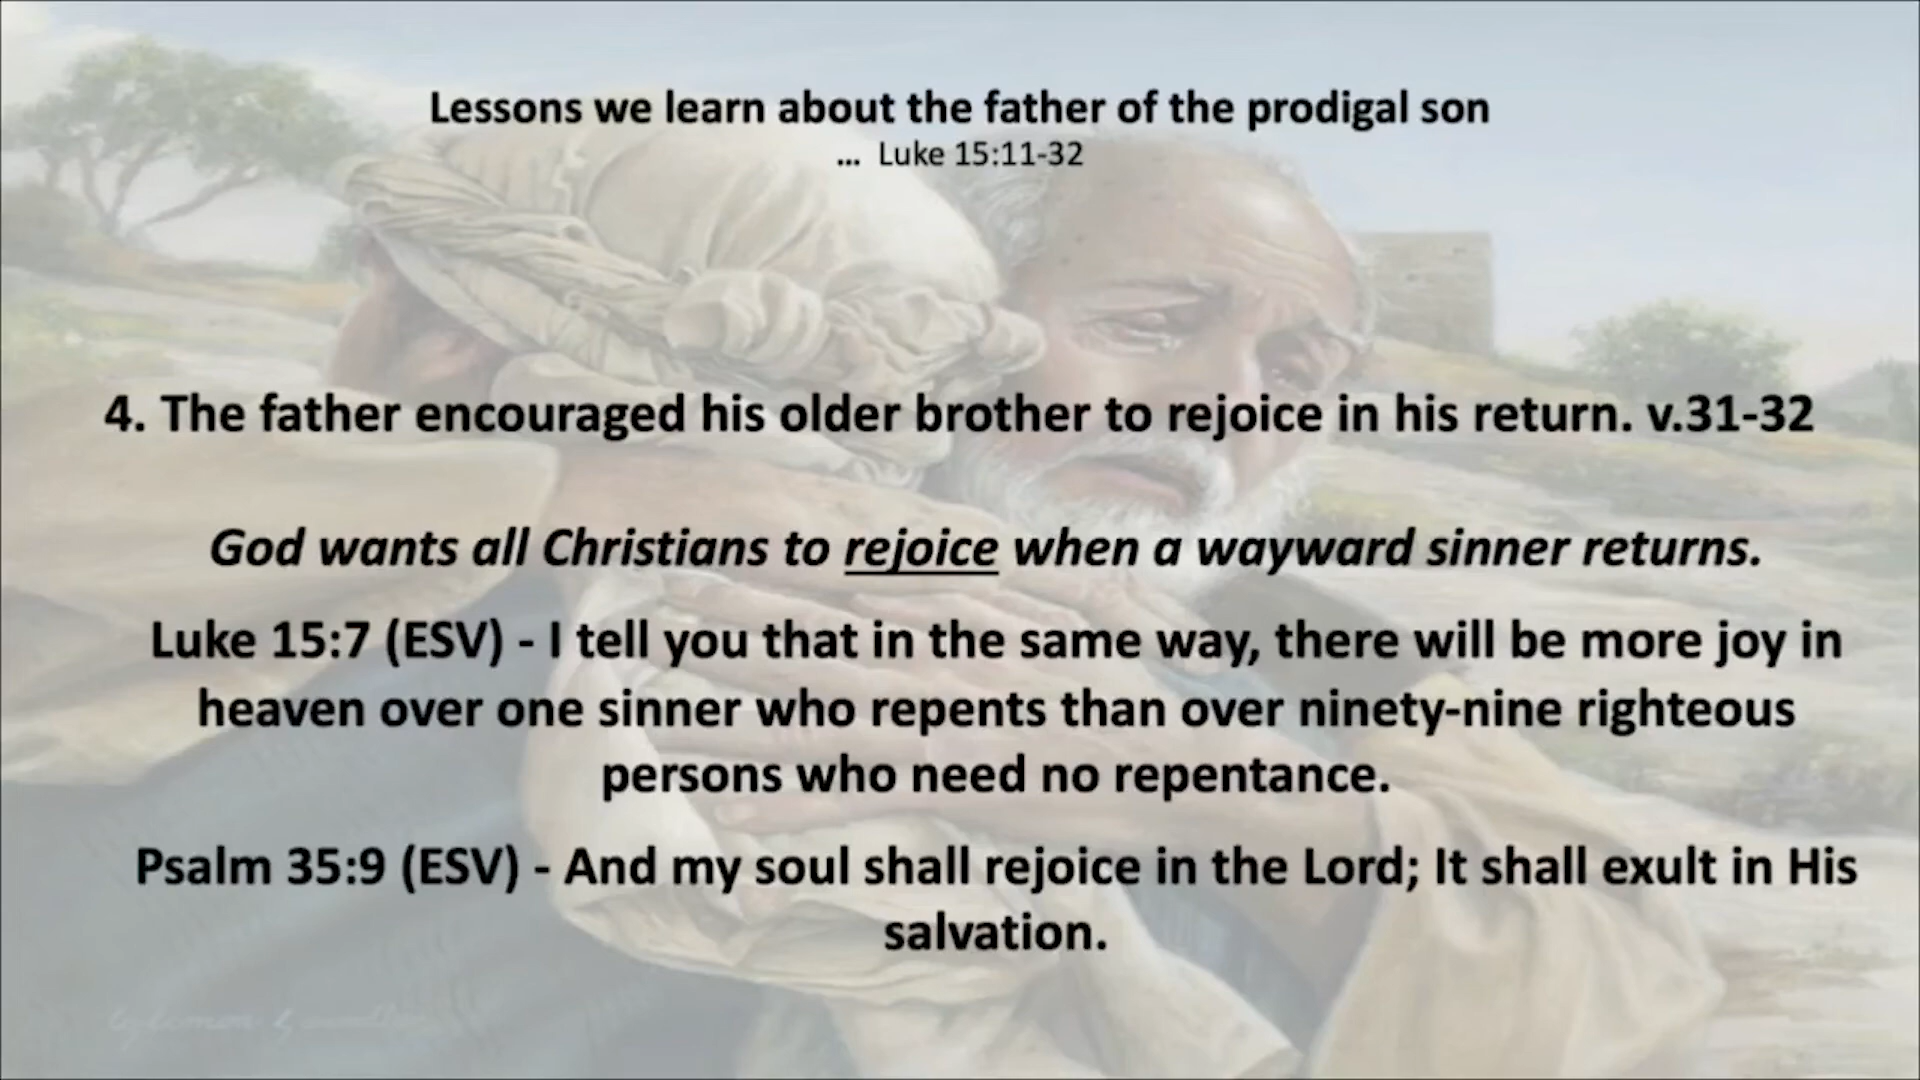 Lessons we learn about the father of the prodigal son
... Luke 15:11-32
4. The father encouraged his older brother to rejoice in his return. v.31-32
God wants all Christians to rejoice when a wayward sinner returns.
Luke 15:7 (ESV) - I tell you that in the same way, there will be more joy in
heaven over one sinner who repents than over ninety-nine righteous
persons who need no repentance.
Psalm 35:9 (ESV) - And my soul shall rejoice in the Lord; It shall exult in His
salvation.